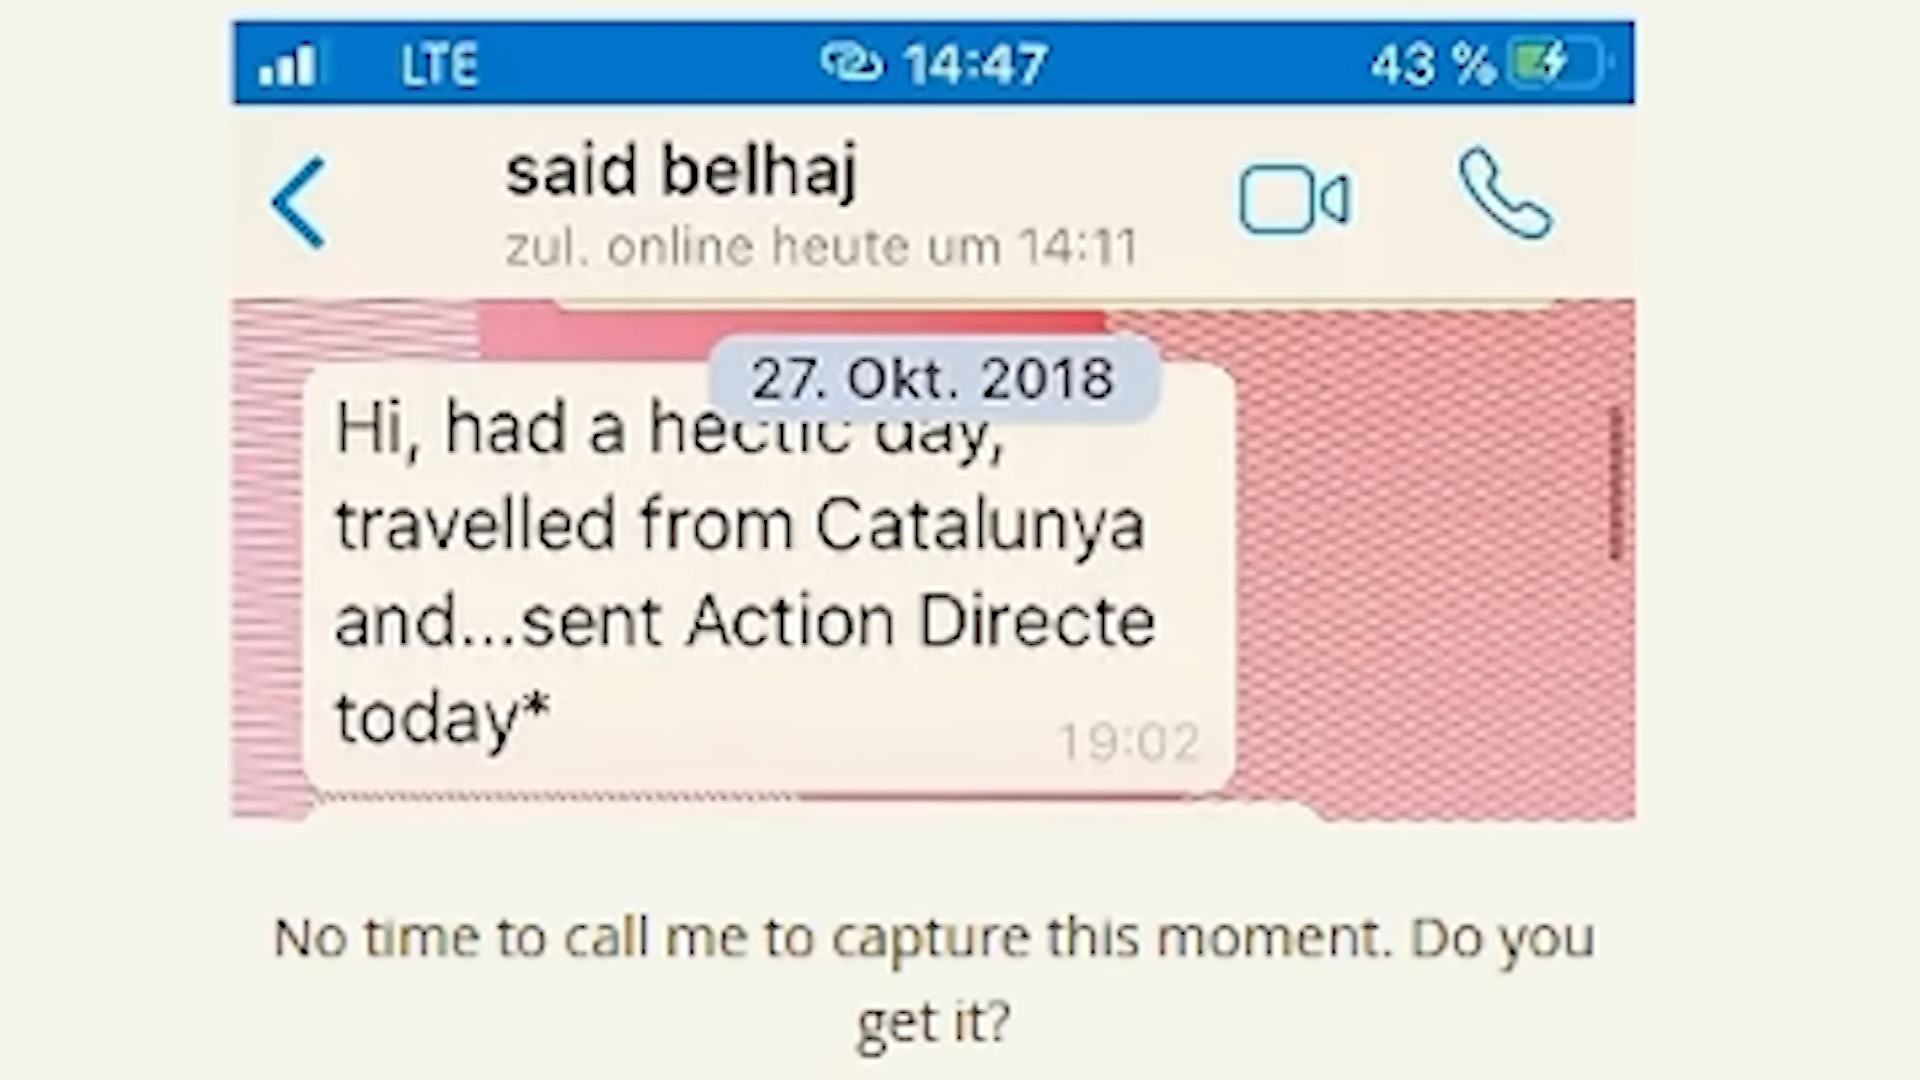 LTE
14:47
43 %
said belhaj
zul. online heute um 14:11
27. Okt. 2018
Hi, had a hectic day,
travelled from Catalunya
and...sent Action Directe
today*
19:02
No time to call me to capture this moment. Do you
get it?